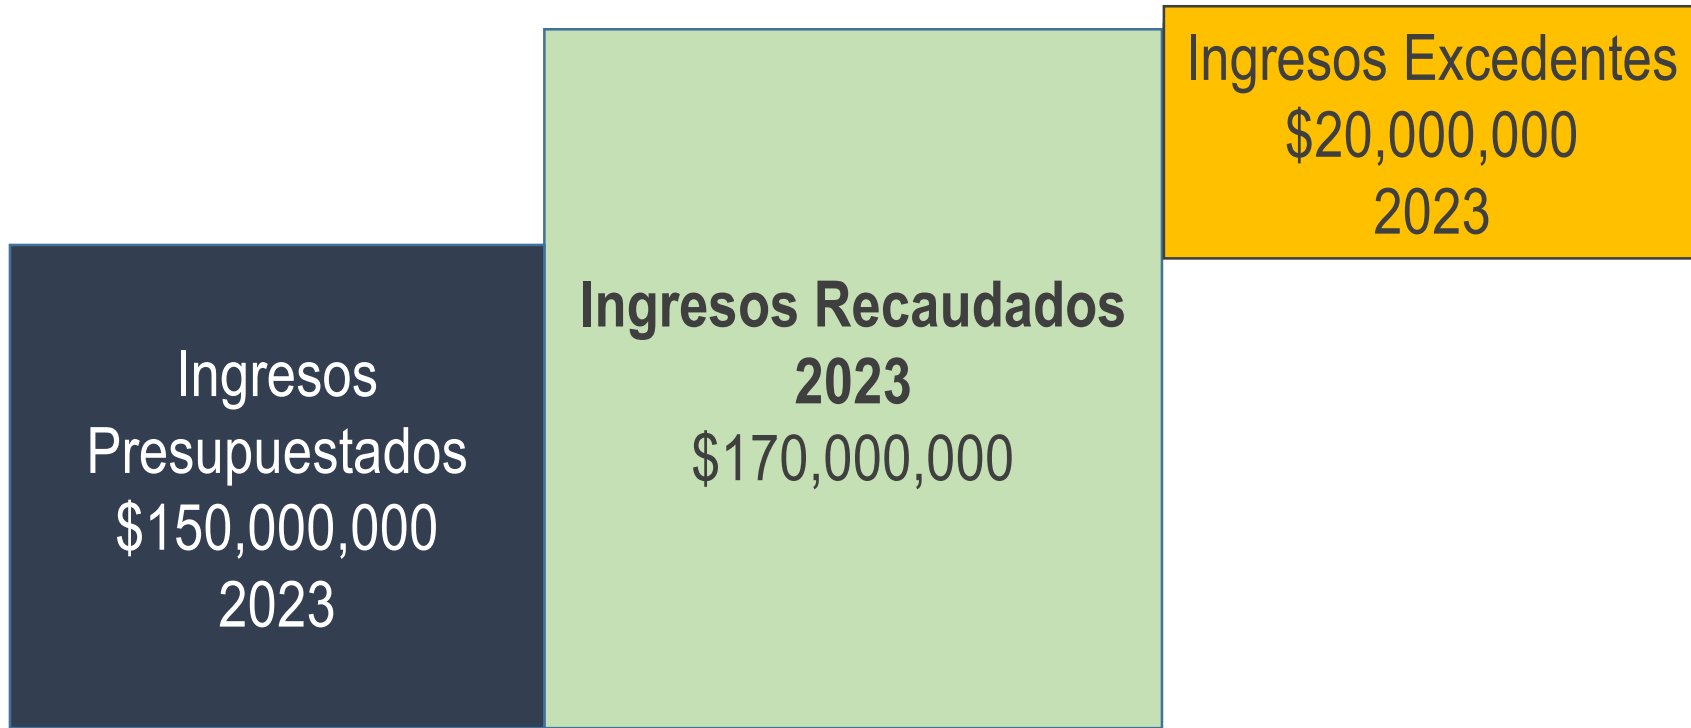 Ingresos
Presupuestados
$150,000,000
2023
Ingresos Recaudados
2023
$170,000,000
Ingresos Excedentes
$20,000,000
2023